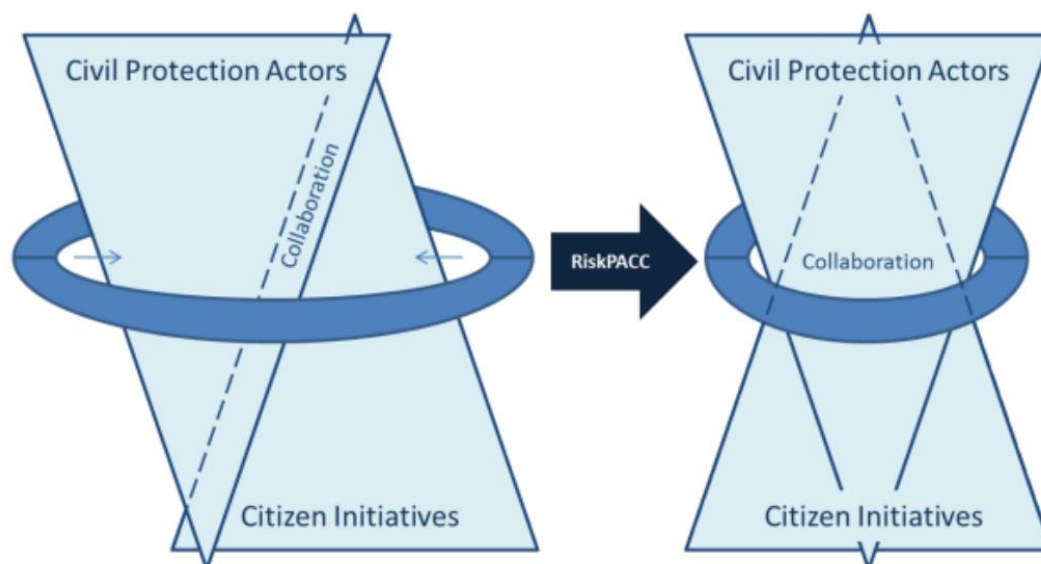 Civil Protection Actors
Collaboration
Citizen Initiatives
RiskPACC
Civil Protection Actors
Collaboration
Citizen Initiatives